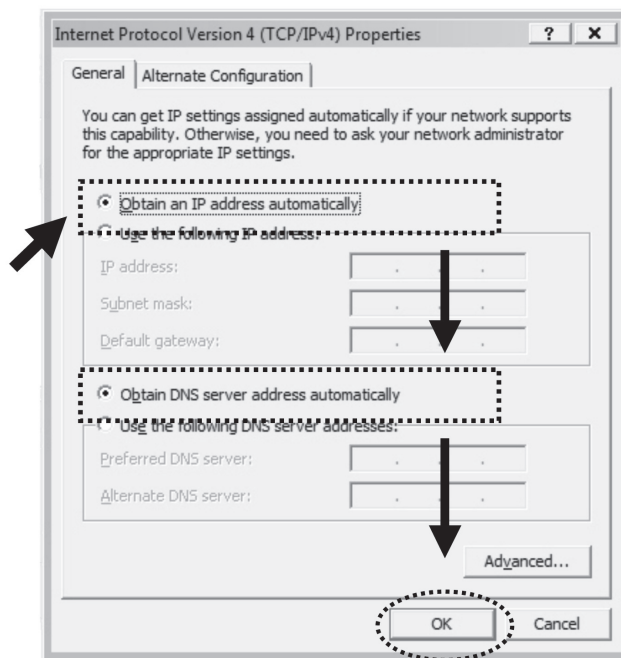 Internet Protocol Version 4 (TCP/IPv4) Properties ? X
General Alternate Configuration
You can get IP settings assigned automatically if your network supports
this capability. Otherwise, you need to ask your network administrator
for the appropriate IP settings.
Obtain an IP address automatically
Use the following IP address:
IP address:
Subnet mask:
Default gateway:
Obtain DNS server address automatically
Use the following DNS server addresses:
Preferred DNS server:
Alternate DNS server:
Advanced...
OK Cancel